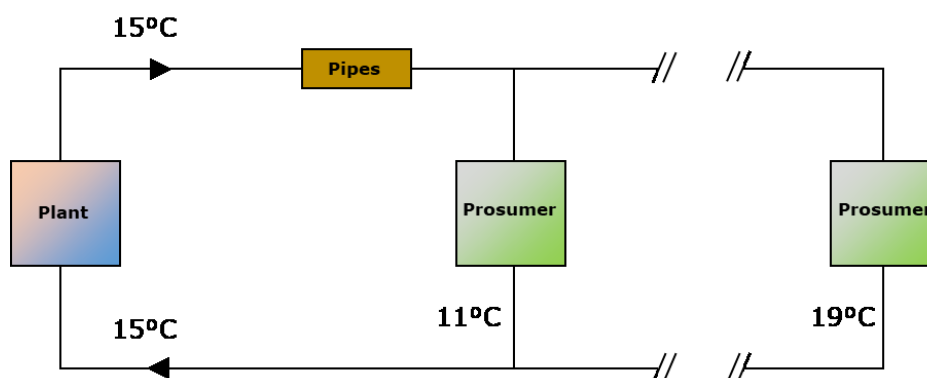 15ºC
Pipes
Plant
Prosumer
Prosumer
15ºC
11ºC
19ºC